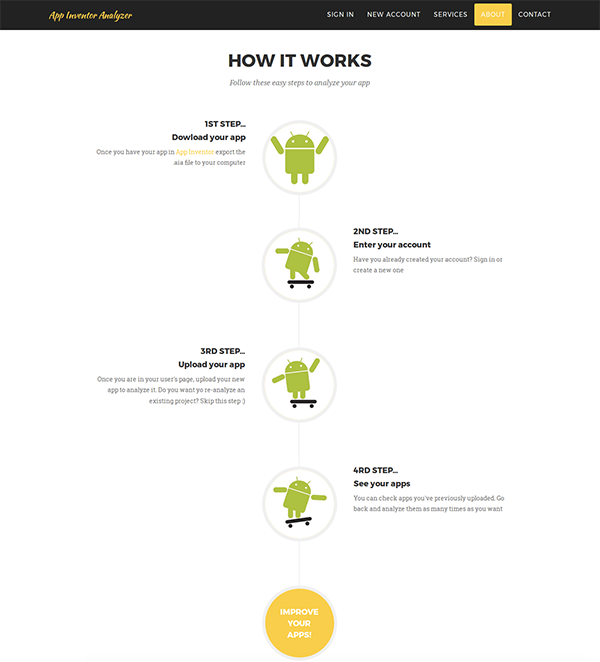 App Inventor Analyzer
SIGN IN NEW ACCOUNT SERVICES ABOUT CONTACT
HOW IT WORKS
Follow these easy steps to analyze your app
1ST STEP...
Dowload your app
Once you have your app in App Inventor export the
.aia file to your computer
2ND STEP...
Enter your account
Have you already created your account? Sign in or
create a new one
3RD STEP...
Upload your app
Once you are in your user's page, upload your new
app to analyze it. Do you want yo re-analyze an
existing project? Skip this step :)
4RD STEP...
See your apps
You can check apps you've previously uploaded. Go
back and analyze them as many times as you want
IMPROVE
YOUR
APPS!